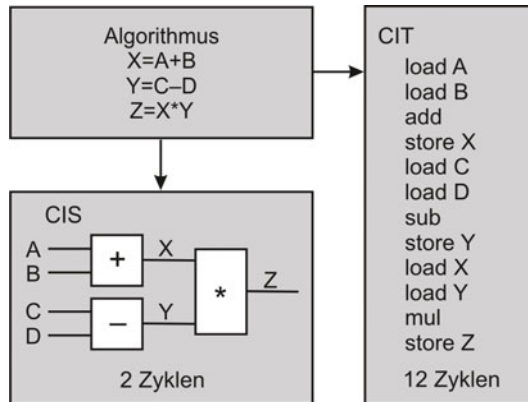 Algorithmus
X=A+B
Y=C–D
Z=X*Y
CIS
A
B
+
X
C
D
–
Y
*
Z
2 Zyklen
CIT
load A
load B
add
store X
load C
load D
sub
store Y
load X
load Y
mul
store Z
12 Zyklen